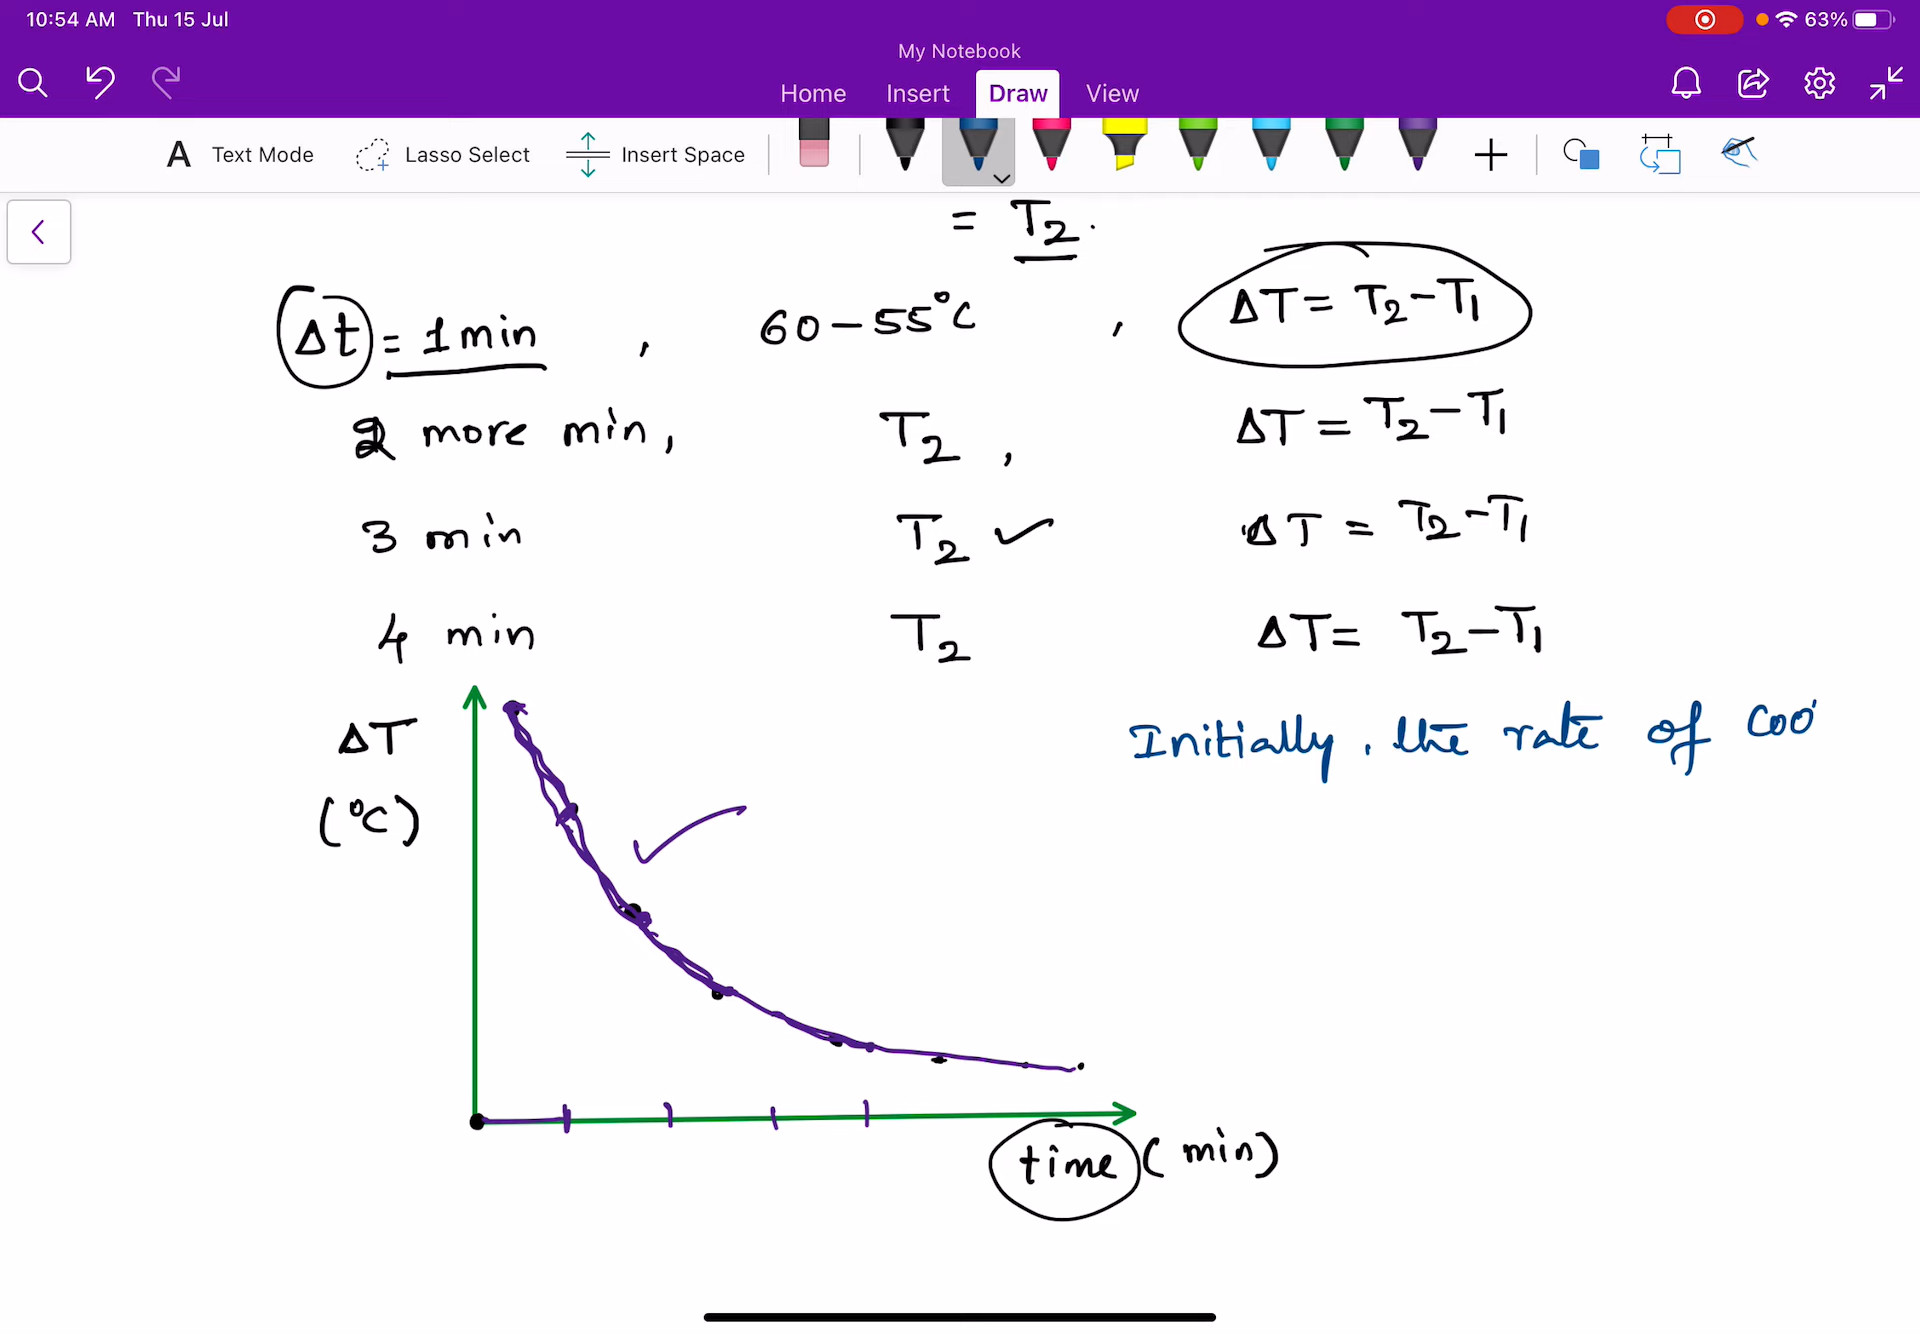 10:54 AM Thu 15 Jul 63%
My Notebook
Home Insert Draw View
A Text Mode Lasso Select Insert Space
= T2.
Δt = 1 min , 60 – 55°C , ΔT = T2 – T1
2 more min, T2 , ΔT = T2 – T1
3 min T2 ✓ ΔT = T2 – T1
4 min T2 ΔT = T2 – T1
ΔT
(°C)
Initially, the rate of coo
time (min)